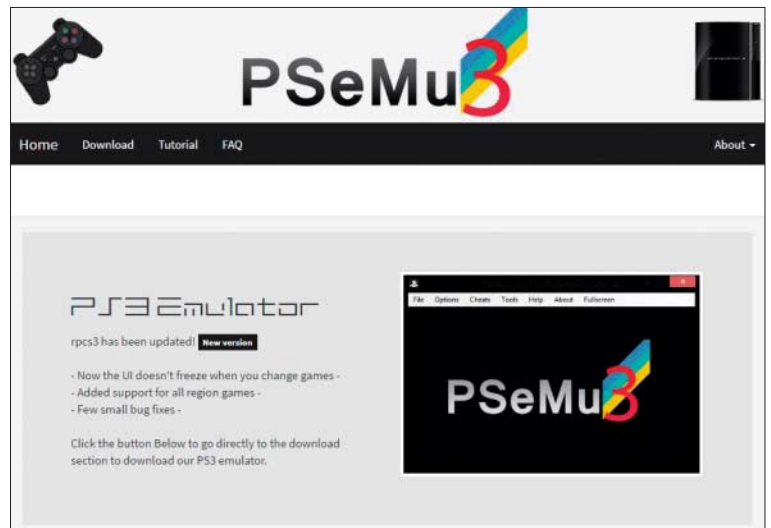 PSeMu3
Home Download Tutorial FAQ About
PS3 Emulator
rpcs3 has been updated! New version
- Now the UI doesn't freeze when you change games -
- Added support for all region games -
- Few small bug fixes -
Click the button Below to go directly to the download
section to download our PS3 emulator.
File Options Cheats Tools Help About Fullscreen
PSeMu3